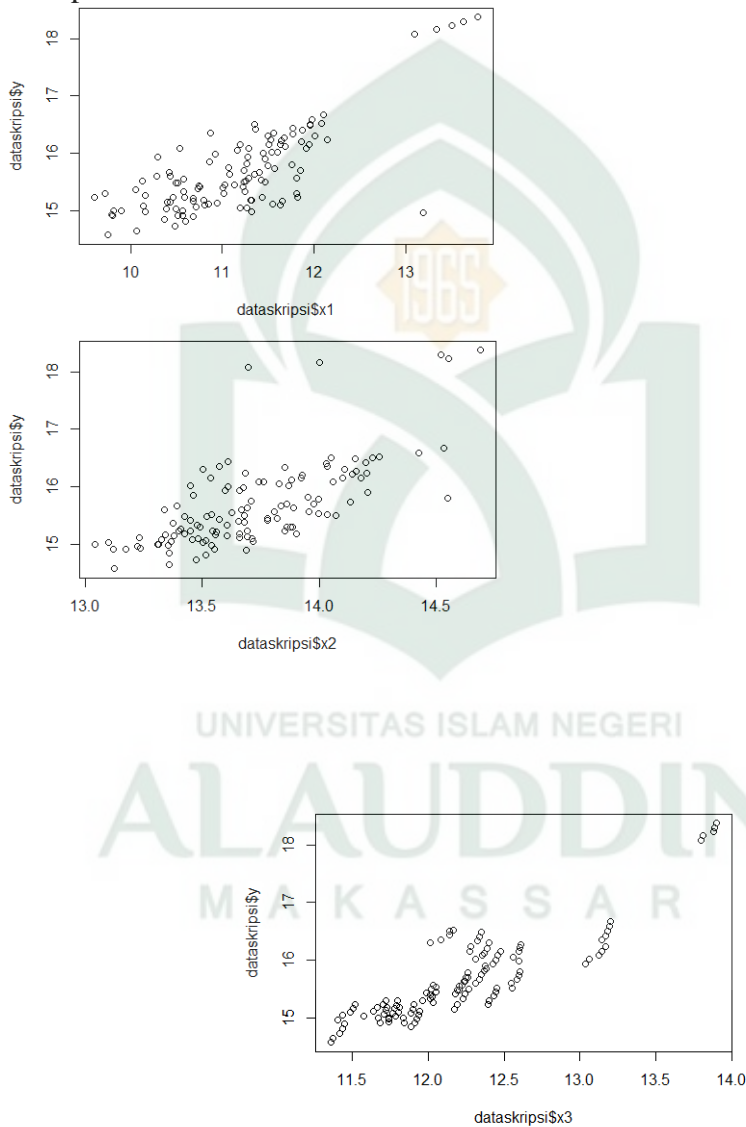 18
17
16
15
dataskripsi$y
10 11 12 13
dataskripsi$x1
18
17
16
15
dataskripsi$y
13.0 13.5 14.0 14.5
dataskripsi$x2
1965
UNIVERSITAS ISLAM NEGERI
ALAUDDIN
M A K A S S A R
18
17
16
15
dataskripsi$y
11.5 12.0 12.5 13.0 13.5 14.0
dataskripsi$x3